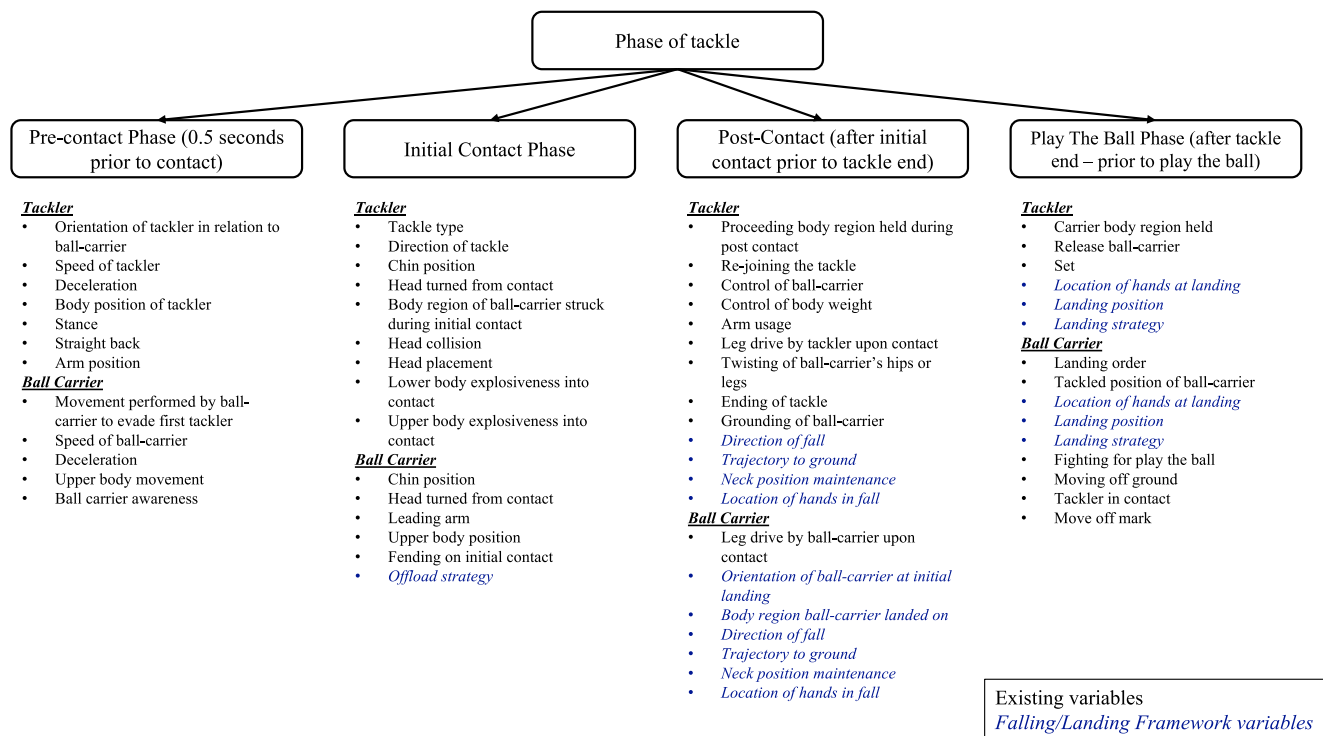 Phase of tackle
Pre-contact Phase (0.5 seconds
prior to contact)
Tackler
• Orientation of tackler in relation to
ball-carrier
• Speed of tackler
• Deceleration
• Body position of tackler
• Stance
• Straight back
• Arm position
Ball Carrier
• Movement performed by ball-
carrier to evade first tackler
• Speed of ball-carrier
• Deceleration
• Upper body movement
• Ball carrier awareness
Initial Contact Phase
Tackler
• Tackle type
• Direction of tackle
• Chin position
• Head turned from contact
• Body region of ball-carrier struck
during initial contact
• Head collision
• Head placement
• Lower body explosiveness into
contact
• Upper body explosiveness into
contact
Ball Carrier
• Chin position
• Head turned from contact
• Leading arm
• Upper body position
• Fending on initial contact
• Offload strategy
Post-Contact (after initial
contact prior to tackle end)
Tackler
• Proceeding body region held during
post contact
• Re-joining the tackle
• Control of ball-carrier
• Control of body weight
• Arm usage
• Leg drive by tackler upon contact
• Twisting of ball-carrier's hips or
legs
• Ending of tackle
• Grounding of ball-carrier
• Direction of fall
• Trajectory to ground
• Neck position maintenance
• Location of hands in fall
Ball Carrier
• Leg drive by ball-carrier upon
contact
• Orientation of ball-carrier at initial
landing
• Body region ball-carrier landed on
• Direction of fall
• Trajectory to ground
• Neck position maintenance
• Location of hands in fall
Play The Ball Phase (after tackle
end – prior to play the ball)
Tackler
• Carrier body region held
• Release ball-carrier
• Set
• Location of hands at landing
• Landing position
• Landing strategy
Ball Carrier
• Landing order
• Tackled position of ball-carrier
• Location of hands at landing
• Landing position
• Landing strategy
• Fighting for play the ball
• Moving off ground
• Tackler in contact
• Move off mark
Existing variables
Falling/Landing Framework variables